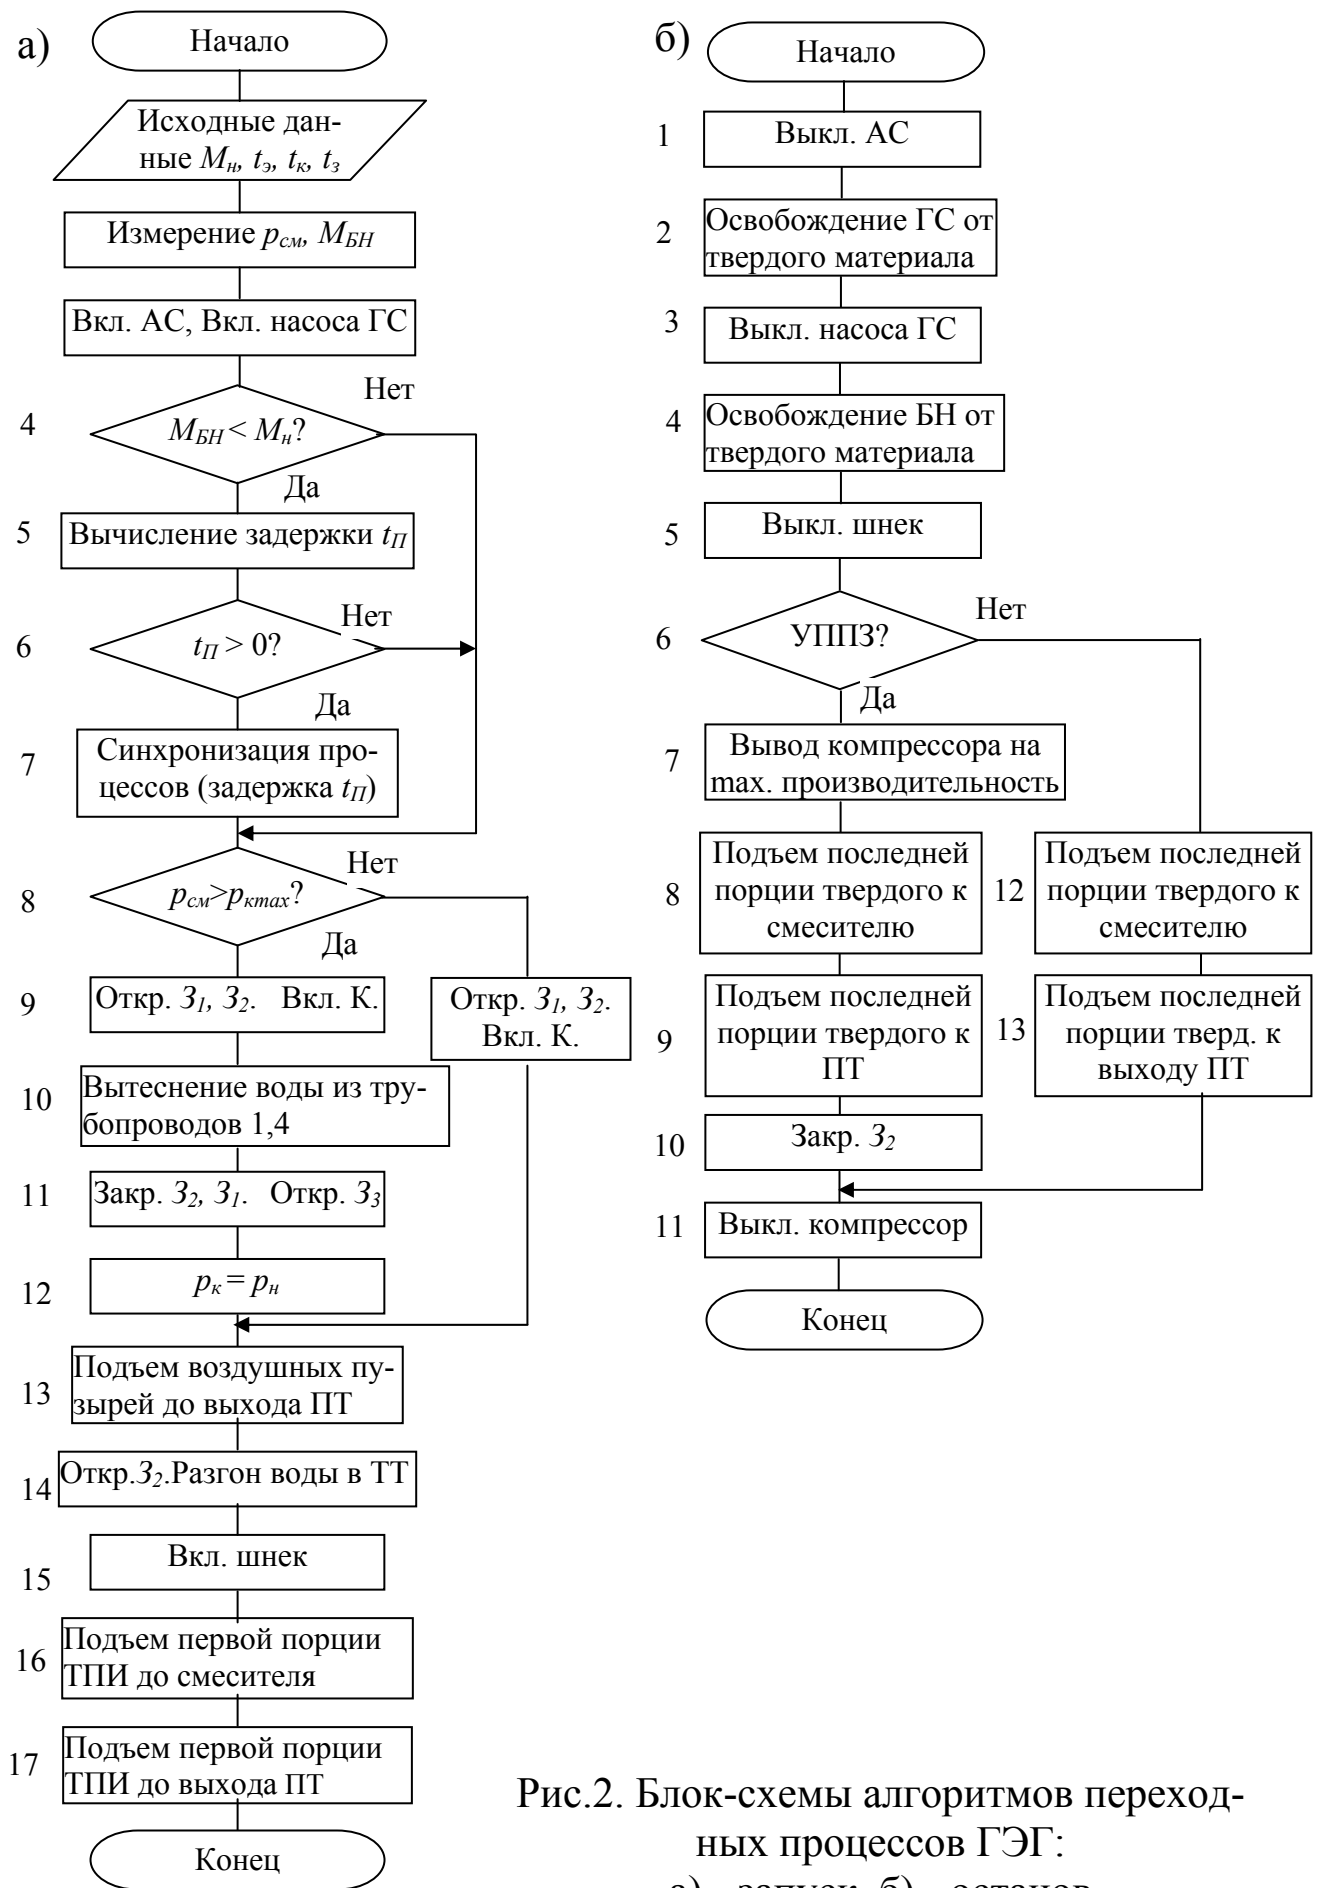 а)
Начало
Исходные дан-
ные Mн, tэ, tк, tз
Измерение pсм, MБН
Вкл. АС, Вкл. насоса ГС
Нет
4
MБН < Mн?
Да
5
Вычисление задержки tП
Нет
6
tП > 0?
Да
7
Синхронизация про-
цессов (задержка tП)
Нет
8
pсм>pкmax?
Да
9
Откр. З1, З2. Вкл. К.
Откр. З1, З2.
Вкл. К.
10
Вытеснение воды из тру-
бопроводов 1,4
11
Закр. З2, З1. Откр. З3
12
pк = pн
13
Подъем воздушных пу-
зырей до выхода ПТ
14
Откр.З2.Разгон воды в ТТ
15
Вкл. шнек
16
Подъем первой порции
ТПИ до смесителя
17
Подъем первой порции
ТПИ до выхода ПТ
Конец
б)
Начало
1
Выкл. АС
2
Освобождение ГС от
твердого материала
3
Выкл. насоса ГС
4
Освобождение БН от
твердого материала
5
Выкл. шнек
Нет
6
УППЗ?
Да
7
Вывод компрессора на
max. производительность
8
Подъем последней
порции твердого к
смесителю
12
Подъем последней
порции твердого к
смесителю
9
Подъем последней
порции твердого к
ПТ
13
Подъем последней
порции тверд. к
выходу ПТ
10
Закр. З2
11
Выкл. компрессор
Конец
Рис.2. Блок-схемы алгоритмов переход-
ных процессов ГЭГ:
а) - запуск, б) - останов